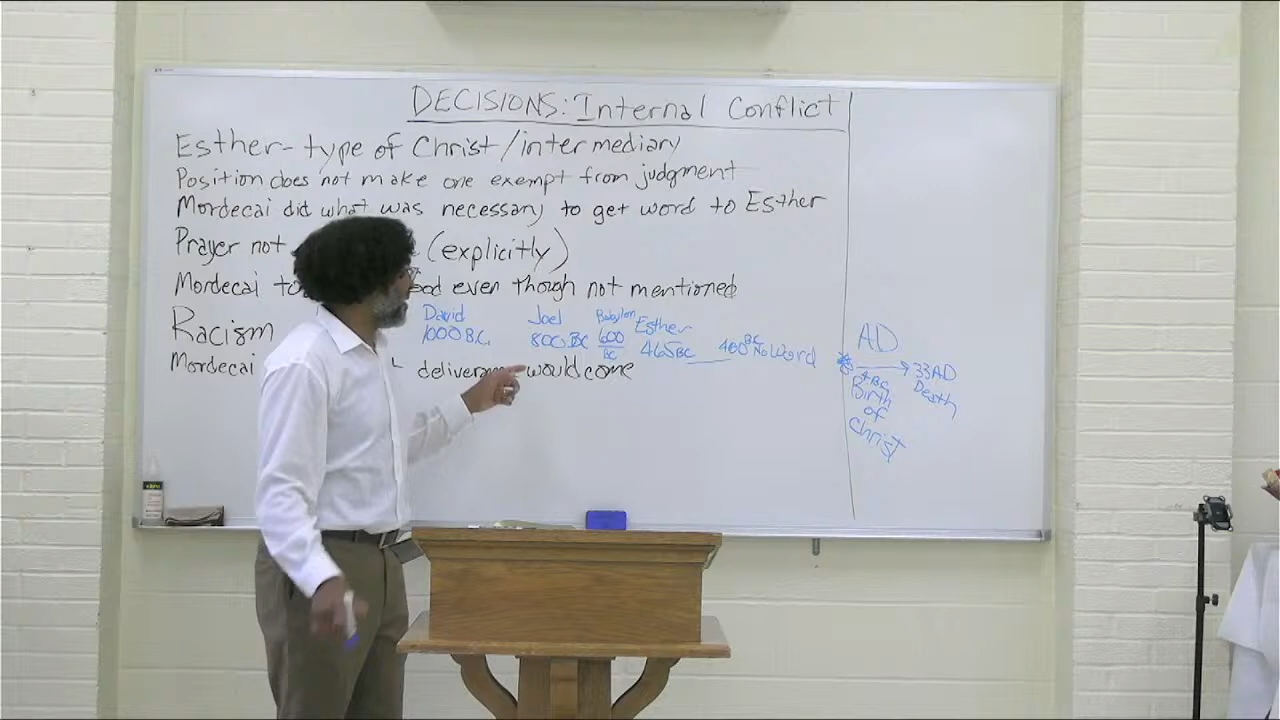 DECISIONS: Internal Conflict
Esther - type of Christ/intermediary
Position does not make one exempt from judgment
Mordecai did what was necessary to get word to Esther
Prayer not (explicitly)
Mordecai even though not mentioned
David Joel Babylon Esther
Racism 1000 B.C. 800 BC 600 BC 465 BC 400 BC No Word
Mordecai would come
AD
33 AD
Death
4 BC
Birth
of
Christ